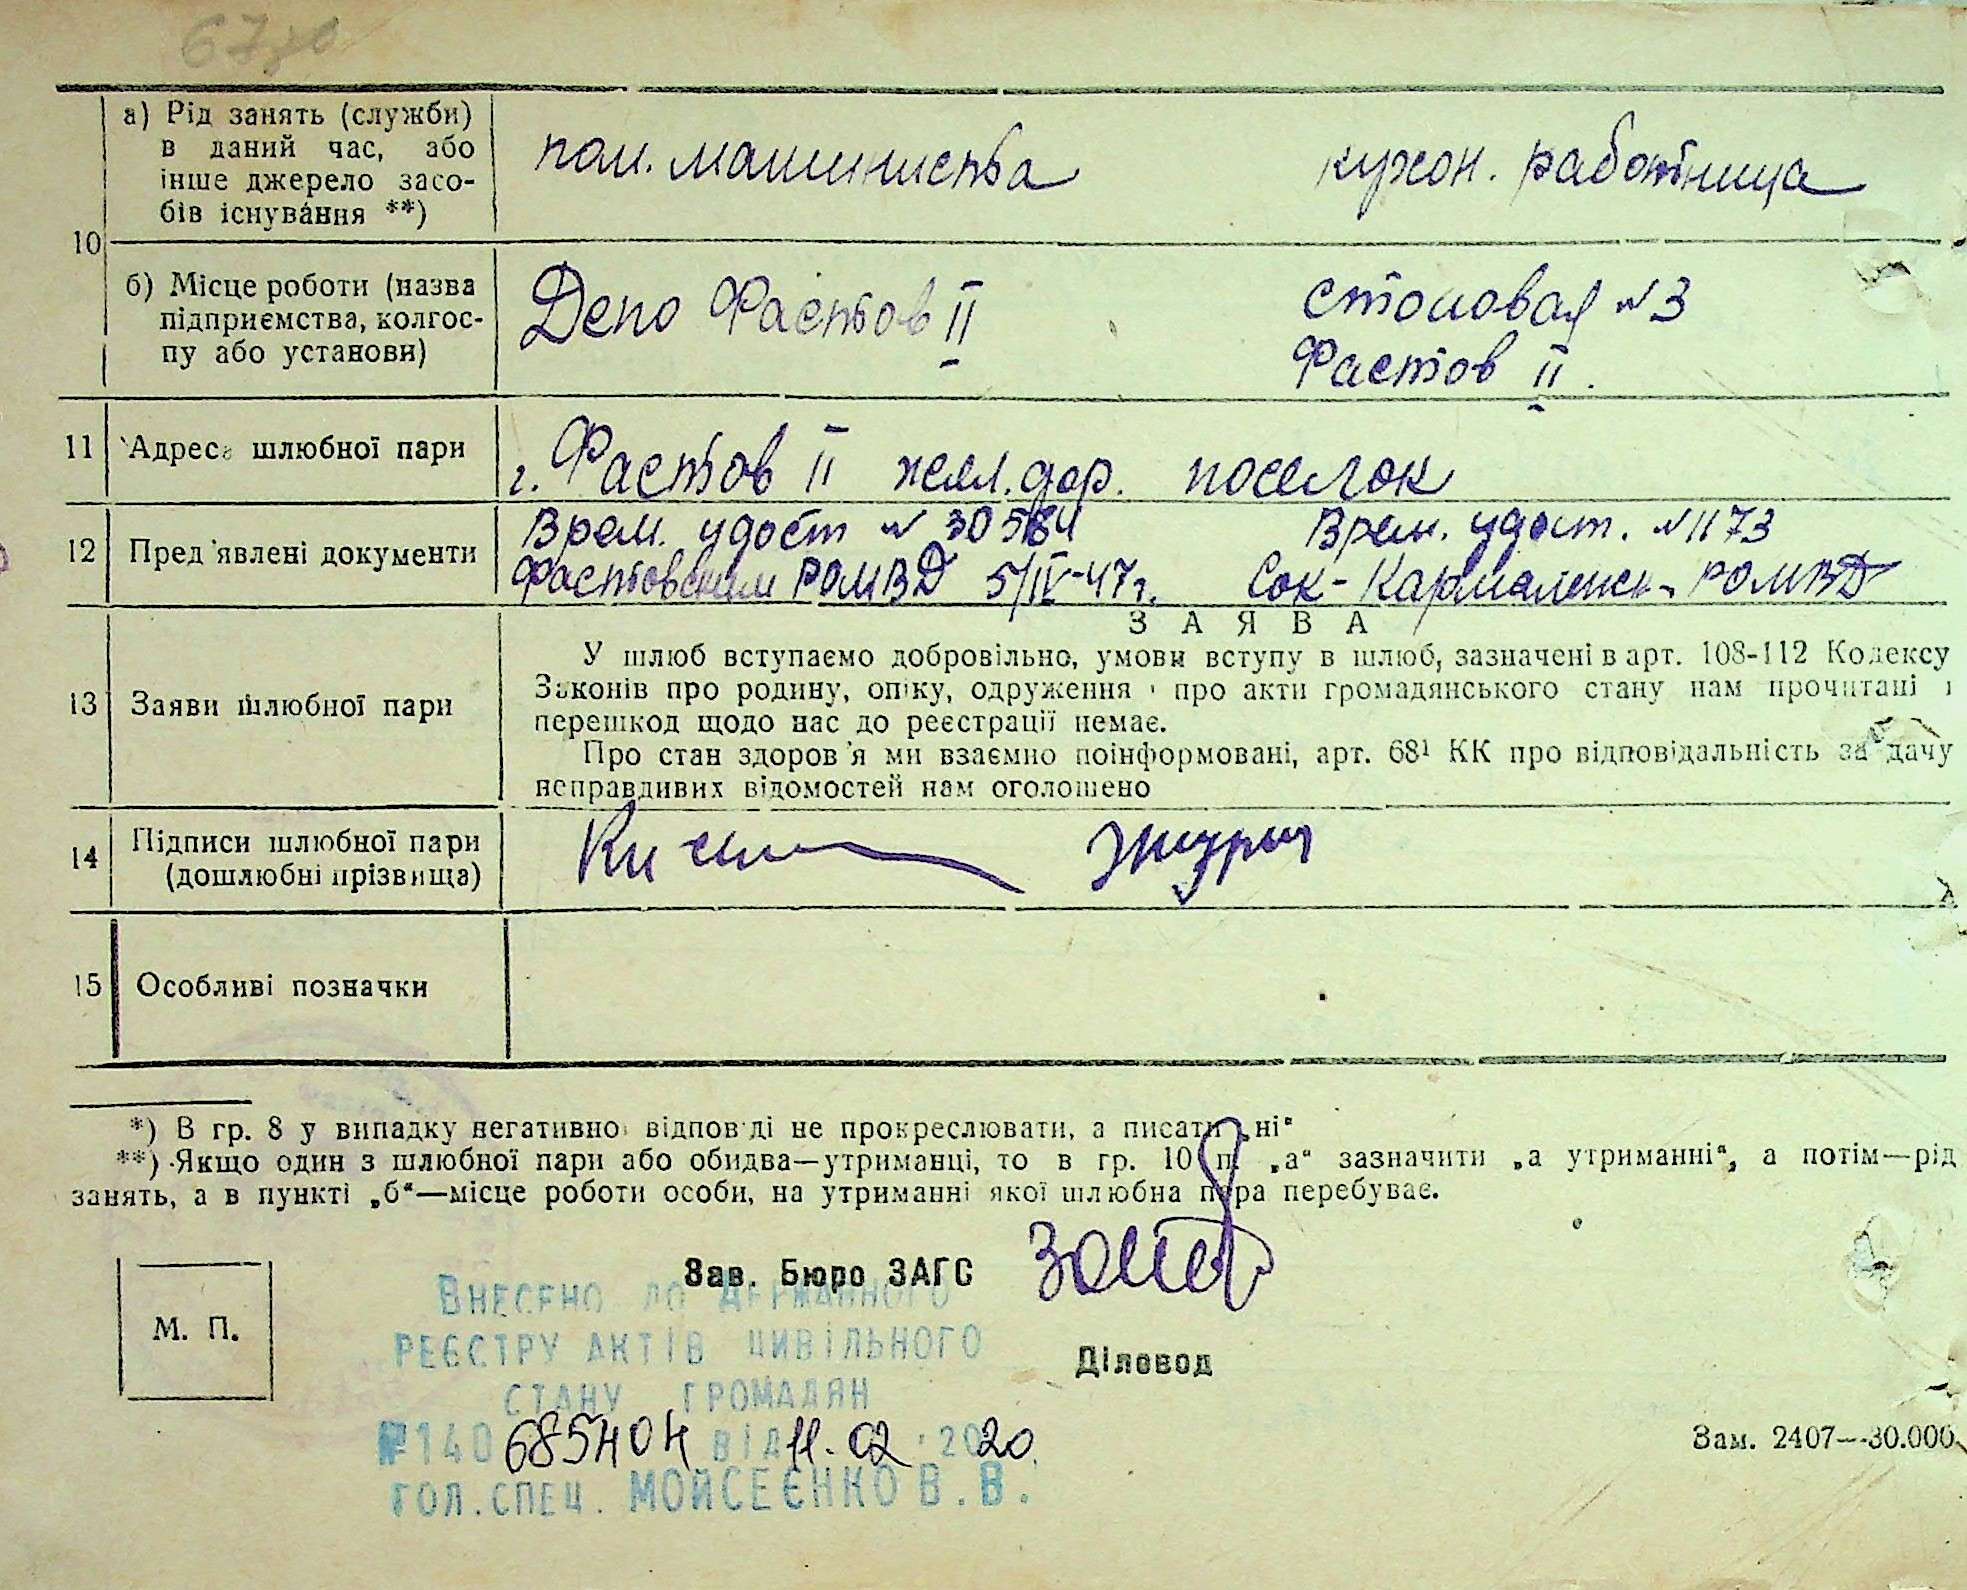 а) Рід занять (служби)
в даний час, або
інше джерело засо-
бів існування **)
пом. машиниста
кухон. работница
10
б) Місце роботи (назва
підприємства, колгос-
пу або установи)
Депо Фастов II
столовая №3
Фастов II.
11
Адреса шлюбної пари
г. Фастов II жел. дор. поселок
12
Пред'явлені документи
Врем. удост №
Врем. удост. №1173
Фастовским РОМВД 5/IV-47г.
РОМВД
З А Я В А
13
Заяви шлюбної пари
У шлюб вступаємо добровільно, умови вступу в шлюб, зазначені в арт. 108-112 Кодексу
Законів про родину, опіку, одруження і про акти громадянського стану нам прочитані і
перешкод щодо нас до реєстрації немає.
Про стан здоров'я ми взаємно поінформовані, арт. 68¹ КК про відповідальність за дачу
неправдивих відомостей нам оголошено
14
Підписи шлюбної пари
(дошлюбні прізвища)
15
Особливі позначки
*) В гр. 8 у випадку негативної відповіді не прокреслювати, а писати „ні“
**) Якщо один з шлюбної пари або обидва—утриманці, то в гр. 10 п. „а“ зазначити „а утриманні“, а потім—рід
занять, а в пункті „б“—місце роботи особи, на утриманні якої шлюбна пара перебуває.
Зав. Бюро ЗАГС
М. П.
Діловод
ВНЕСЕНО ДО ДЕРЖАВНОГО
РЕЄСТРУ АКТІВ ЦИВІЛЬНОГО
СТАНУ ГРОМАДЯН
№140685404 від 11.02.2020
ГОЛ.СПЕЦ. МОЙСЕЄНКО В.В.
Зам. 2407—30.000.